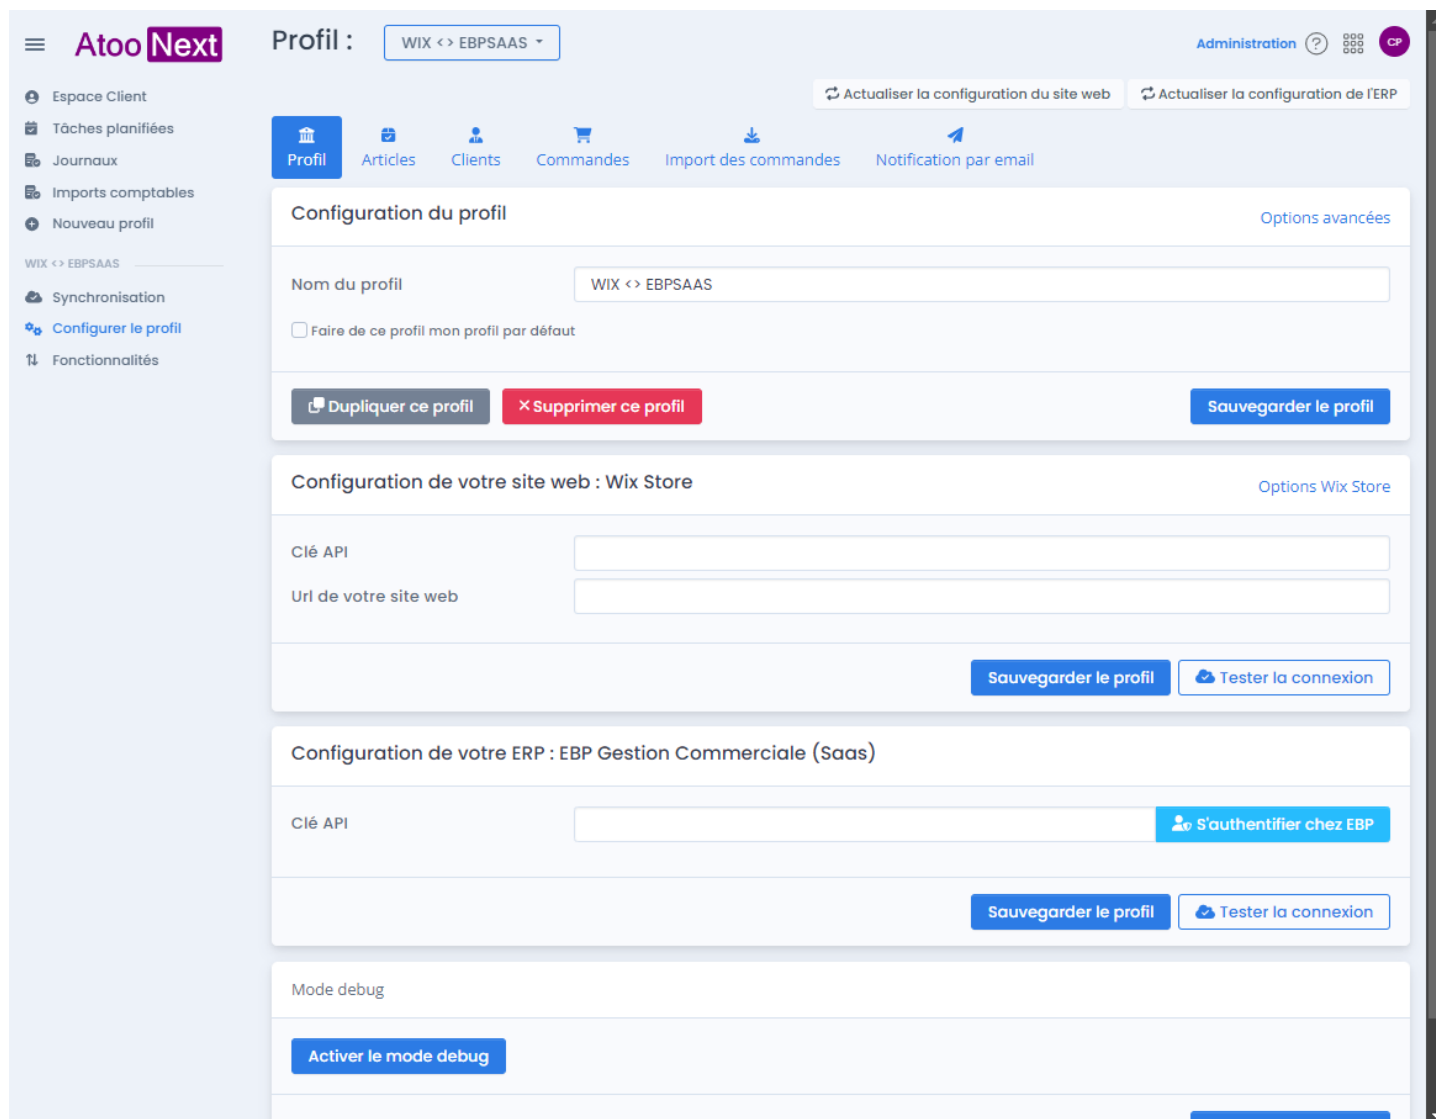 Atoo Next
Profil :
WIX <> EBPSAAS
Administration
?
CP
Espace Client
Tâches planifiées
Journaux
Imports comptables
Nouveau profil
WIX <> EBPSAAS
Synchronisation
Configurer le profil
Fonctionnalités
Actualiser la configuration du site web
Actualiser la configuration de l'ERP
Profil
Articles
Clients
Commandes
Import des commandes
Notification par email
Configuration du profil
Options avancées
Nom du profil
WIX <> EBPSAAS
Faire de ce profil mon profil par défaut
Dupliquer ce profil
Supprimer ce profil
Sauvegarder le profil
Configuration de votre site web : Wix Store
Options Wix Store
Clé API
Url de votre site web
Sauvegarder le profil
Tester la connexion
Configuration de votre ERP : EBP Gestion Commerciale (Saas)
Clé API
S'authentifier chez EBP
Sauvegarder le profil
Tester la connexion
Mode debug
Activer le mode debug